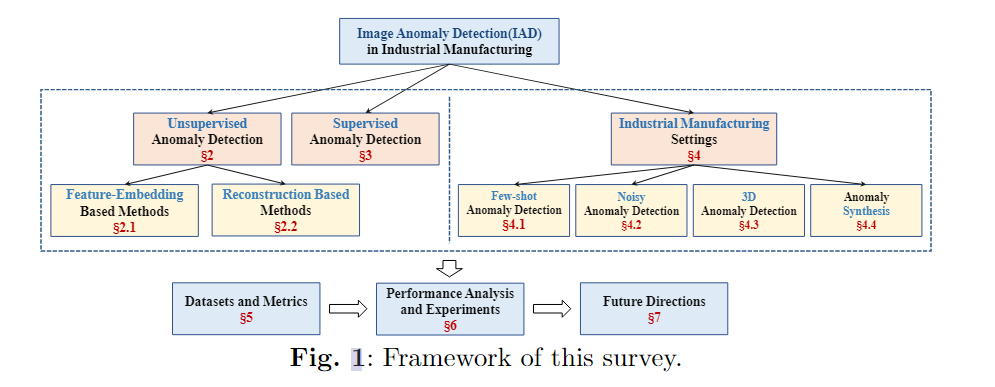 Image Anomaly Detection(IAD)
in Industrial Manufacturing
Unsupervised
Anomaly Detection
§2
Supervised
Anomaly Detection
§3
Industrial Manufacturing
Settings
§4
Feature-Embedding
Based Methods
§2.1
Reconstruction Based
Methods
§2.2
Few-shot
Anomaly Detection
§4.1
Noisy
Anomaly Detection
§4.2
3D
Anomaly Detection
§4.3
Anomaly
Synthesis
§4.4
Datasets and Metrics
§5
Performance Analysis
and Experiments
§6
Future Directions
§7
Fig. 1: Framework of this survey.